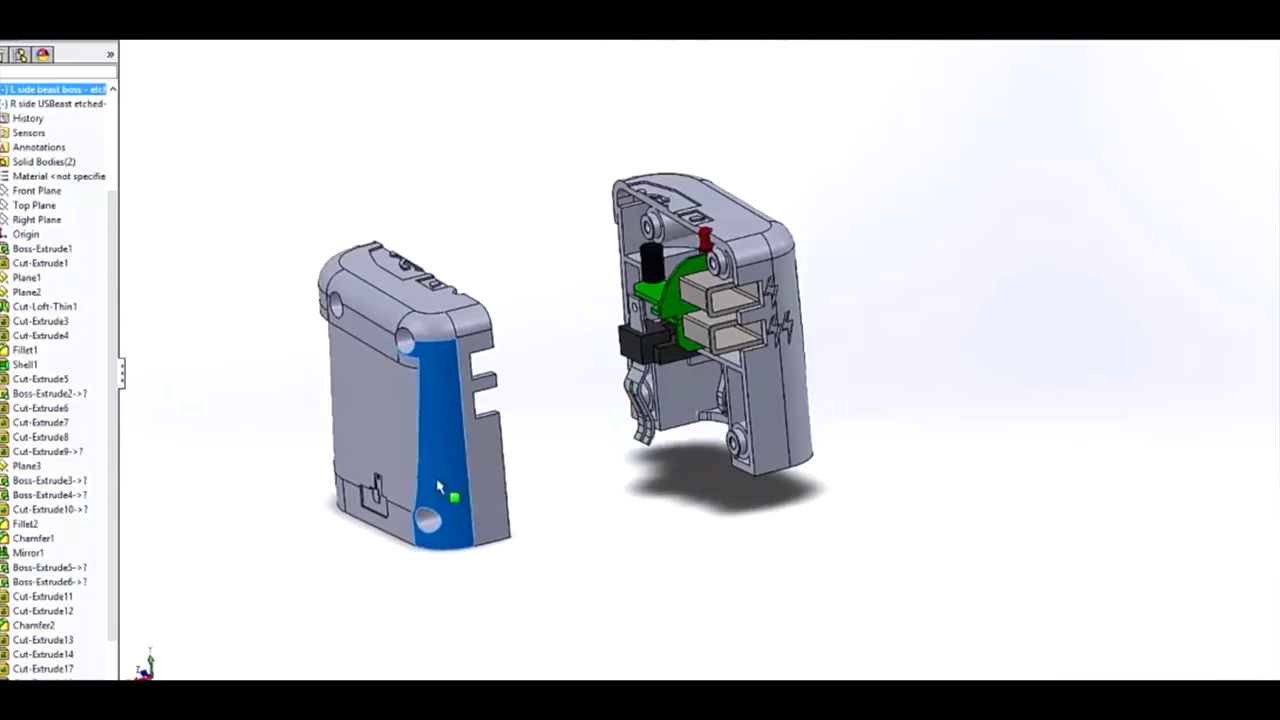 »
(-) L side beast boss - etch
(-) R side USBeast etched-
History
Sensors
Annotations
Solid Bodies(2)
Material <not specifie
Front Plane
Top Plane
Right Plane
Origin
Boss-Extrude1
Cut-Extrude1
Plane1
Plane2
Cut-Loft-Thin1
Cut-Extrude3
Cut-Extrude4
Fillet1
Shell1
Cut-Extrude5
Boss-Extrude2->?
Cut-Extrude6
Cut-Extrude7
Cut-Extrude8
Cut-Extrude9->?
Plane3
Boss-Extrude3->?
Boss-Extrude4->?
Cut-Extrude10->?
Fillet2
Chamfer1
Mirror1
Boss-Extrude5->?
Boss-Extrude6->?
Cut-Extrude11
Cut-Extrude12
Chamfer2
Cut-Extrude13
Cut-Extrude14
Cut-Extrude17
Y
Z